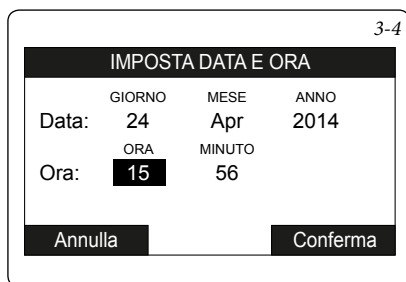 3-4
IMPOSTA DATA E ORA
GIORNO MESE ANNO
Data: 24 Apr 2014
ORA MINUTO
Ora: 15 56
Annulla Conferma